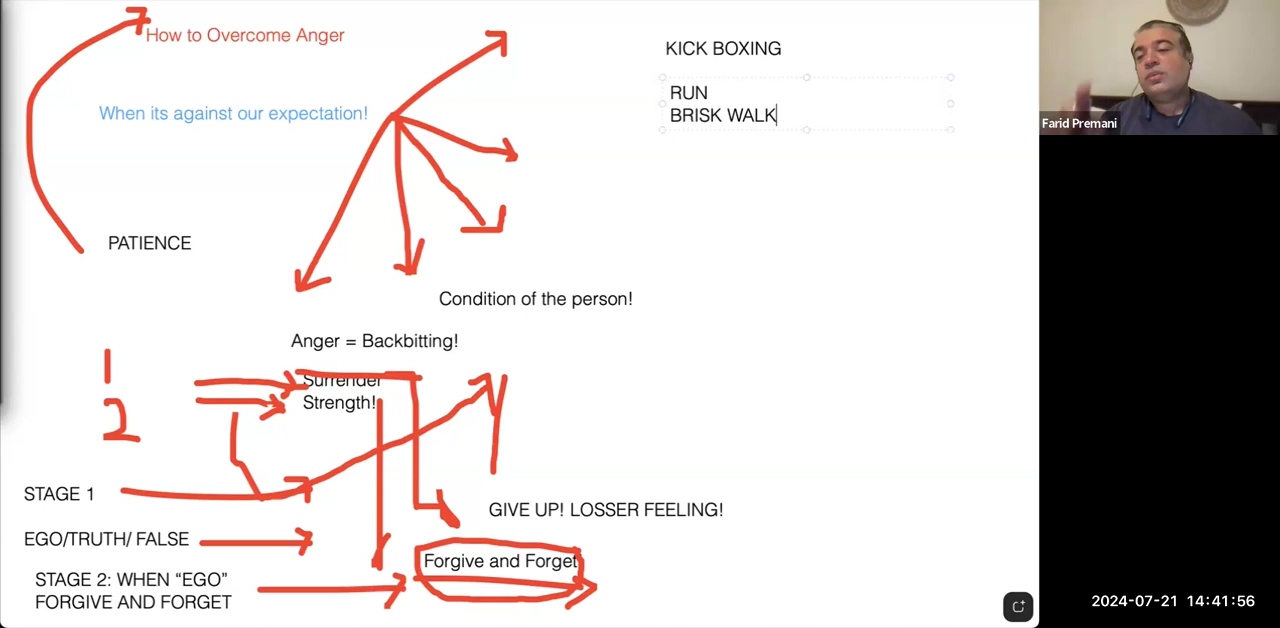 How to Overcome Anger
When its against our expectation!
PATIENCE
Condition of the person!
Anger = Backbitting!
1
2
Surrender
Strength!
STAGE 1
GIVE UP! LOSSER FEELING!
EGO/TRUTH/ FALSE
Forgive and Forget
STAGE 2: WHEN “EGO”
FORGIVE AND FORGET
KICK BOXING
RUN
BRISK WALK
Farid Premani
2024-07-21 14:41:56